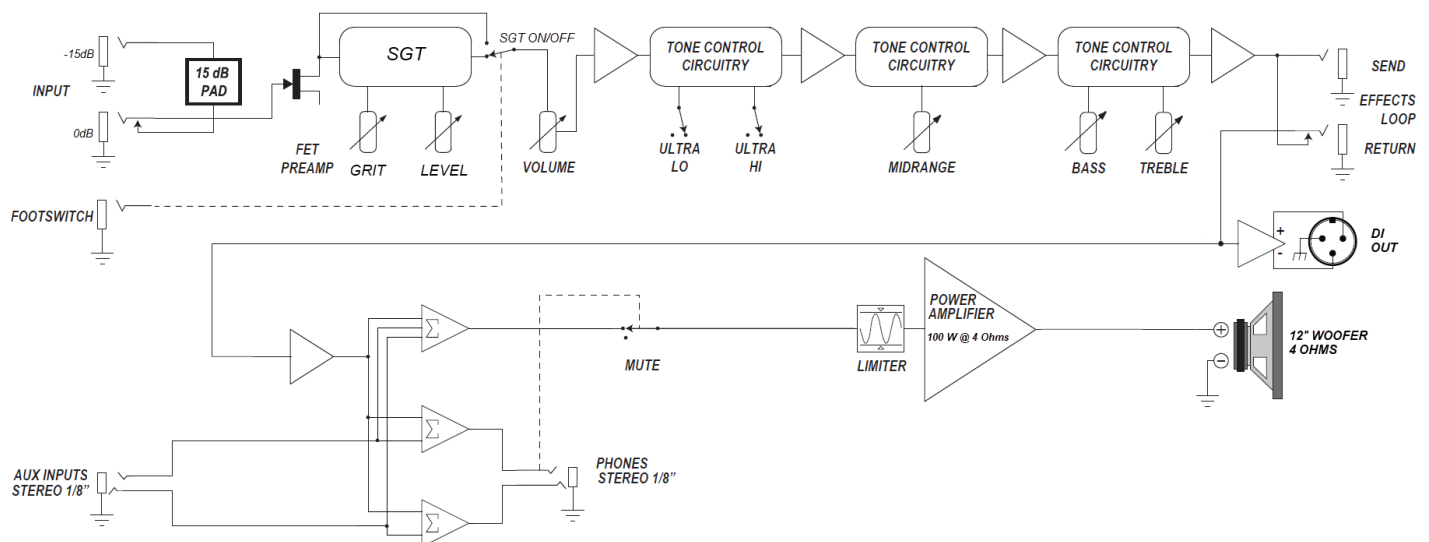 -15dB
INPUT
0dB
15 dB
PAD
FET
PREAMP
SGT
SGT ON/OFF
GRIT
LEVEL
VOLUME
TONE CONTROL
CIRCUITRY
ULTRA
LO
ULTRA
HI
TONE CONTROL
CIRCUITRY
MIDRANGE
TONE CONTROL
CIRCUITRY
BASS
TREBLE
SEND
EFFECTS
LOOP
RETURN
FOOTSWITCH
+
-
DI
OUT
Σ
Σ
Σ
MUTE
LIMITER
POWER
AMPLIFIER
100 W @ 4 Ohms
+
−
12" WOOFER
4 OHMS
AUX INPUTS
STEREO 1/8”
PHONES
STEREO 1/8”